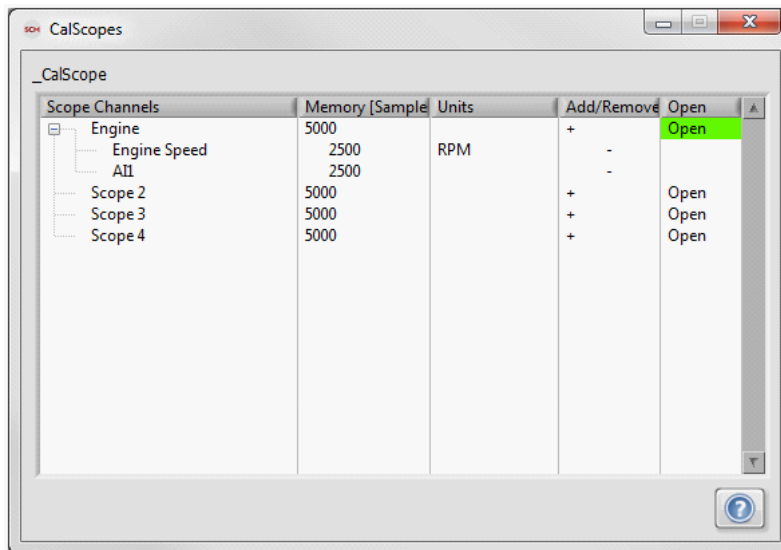 SCM CalScopes
_CalScope
Scope Channels Memory [Sample Units Add/Remove Open
Engine 5000 + Open
Engine Speed 2500 RPM -
AI1 2500 -
Scope 2 5000 + Open
Scope 3 5000 + Open
Scope 4 5000 + Open
?